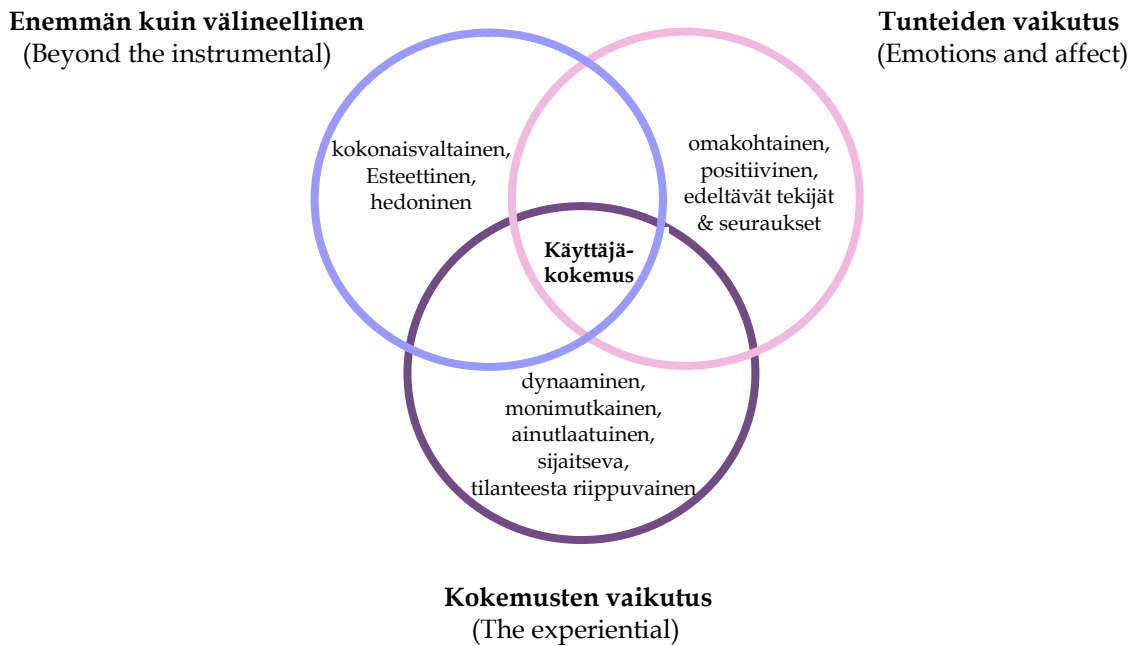 Enemmän kuin välineellinen
(Beyond the instrumental)
Tunteiden vaikutus
(Emotions and affect)
kokonaisvaltainen,
Esteettinen,
hedoninen
omakohtainen,
positiivinen,
edeltävät tekijät
& seuraukset
Käyttäjä-
kokemus
dynaaminen,
monimutkainen,
ainutlaatuinen,
sijaitseva,
tilanteesta riippuvainen
Kokemusten vaikutus
(The experiential)